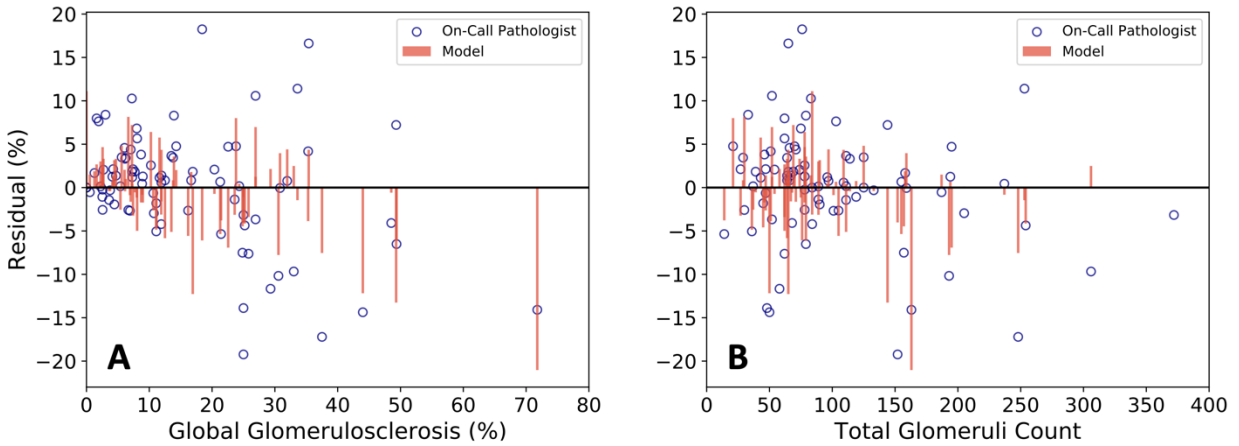 20
15
10
5
0
−5
−10
−15
−20
Residual (%)
On-Call Pathologist
Model
A
0 10 20 30 40 50 60 70 80
Global Glomerulosclerosis (%)
20
15
10
5
0
−5
−10
−15
−20
On-Call Pathologist
Model
B
0 50 100 150 200 250 300 350 400
Total Glomeruli Count